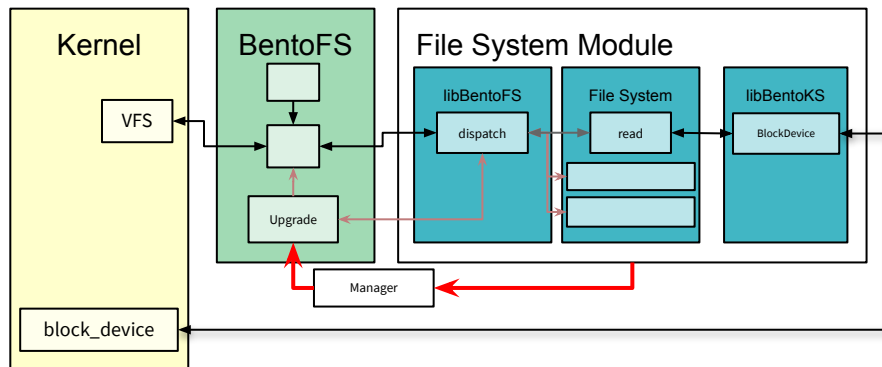 Kernel
BentoFS
File System Module
libBentoFS
File System
libBentoKS
VFS
dispatch
read
BlockDevice
Upgrade
Manager
block_device